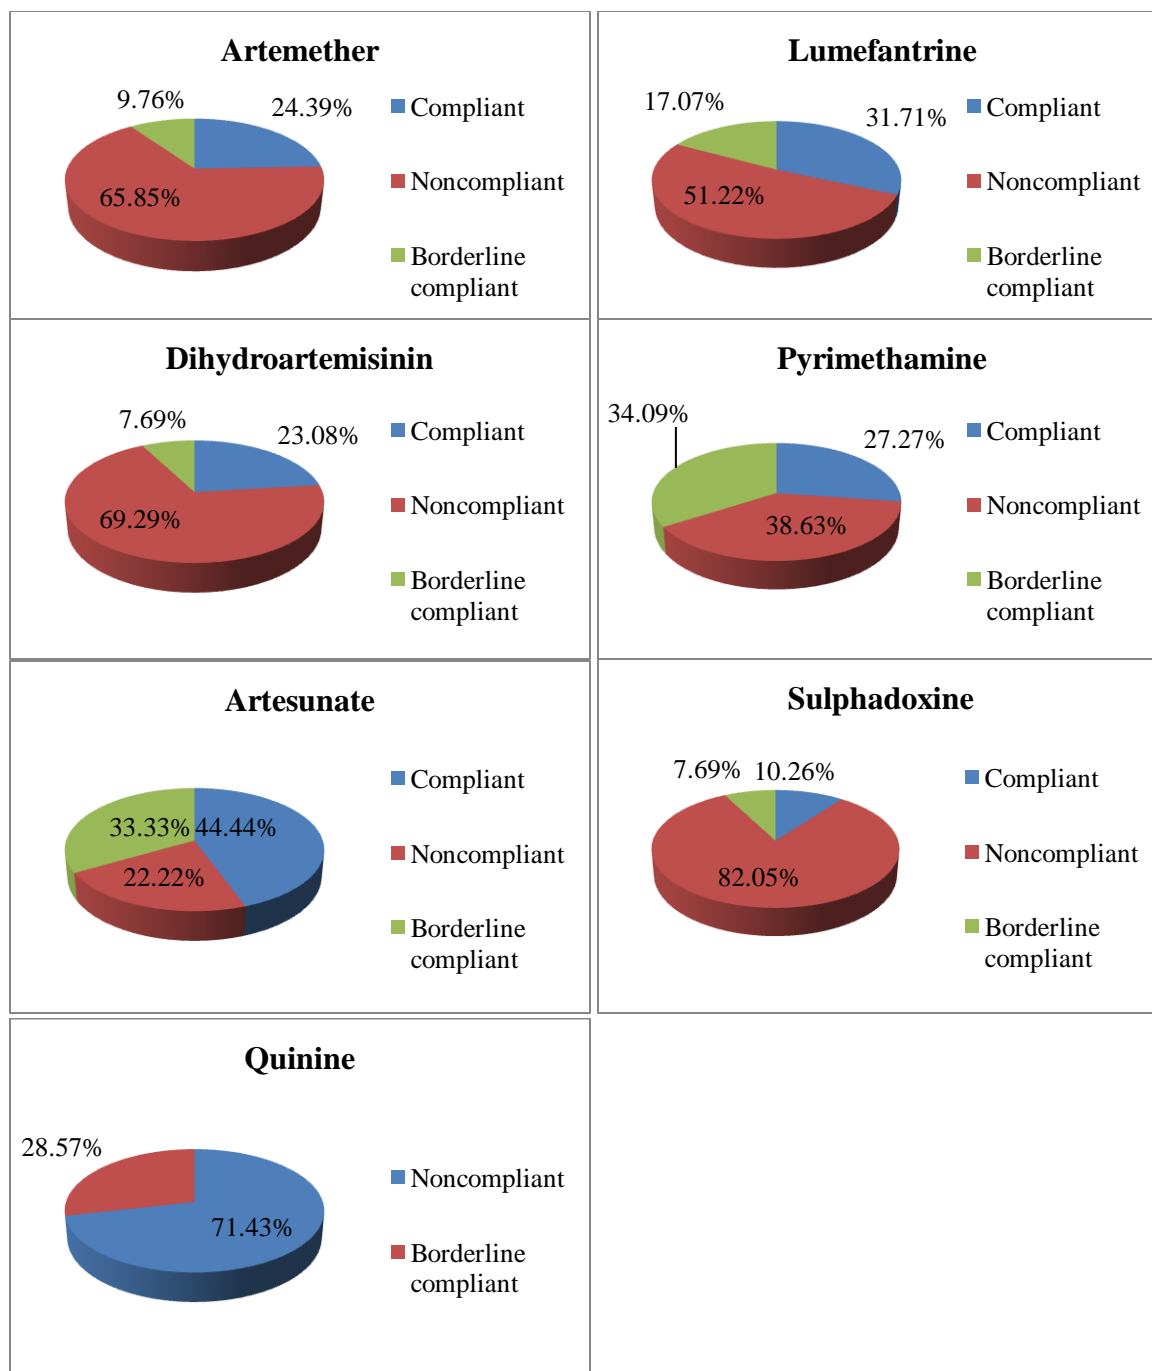 Artemether
9.76%
24.39%
65.85%
Compliant
Noncompliant
Borderline
compliant
Lumefantrine
17.07%
31.71%
51.22%
Compliant
Noncompliant
Borderline
compliant
Dihydroartemisinin
7.69%
23.08%
69.29%
Compliant
Noncompliant
Borderline
compliant
Pyrimethamine
34.09%
27.27%
38.63%
Compliant
Noncompliant
Borderline
compliant
Artesunate
33.33%
44.44%
22.22%
Compliant
Noncompliant
Borderline
compliant
Sulphadoxine
7.69%
10.26%
82.05%
Compliant
Noncompliant
Borderline
compliant
Quinine
28.57%
71.43%
Noncompliant
Borderline
compliant